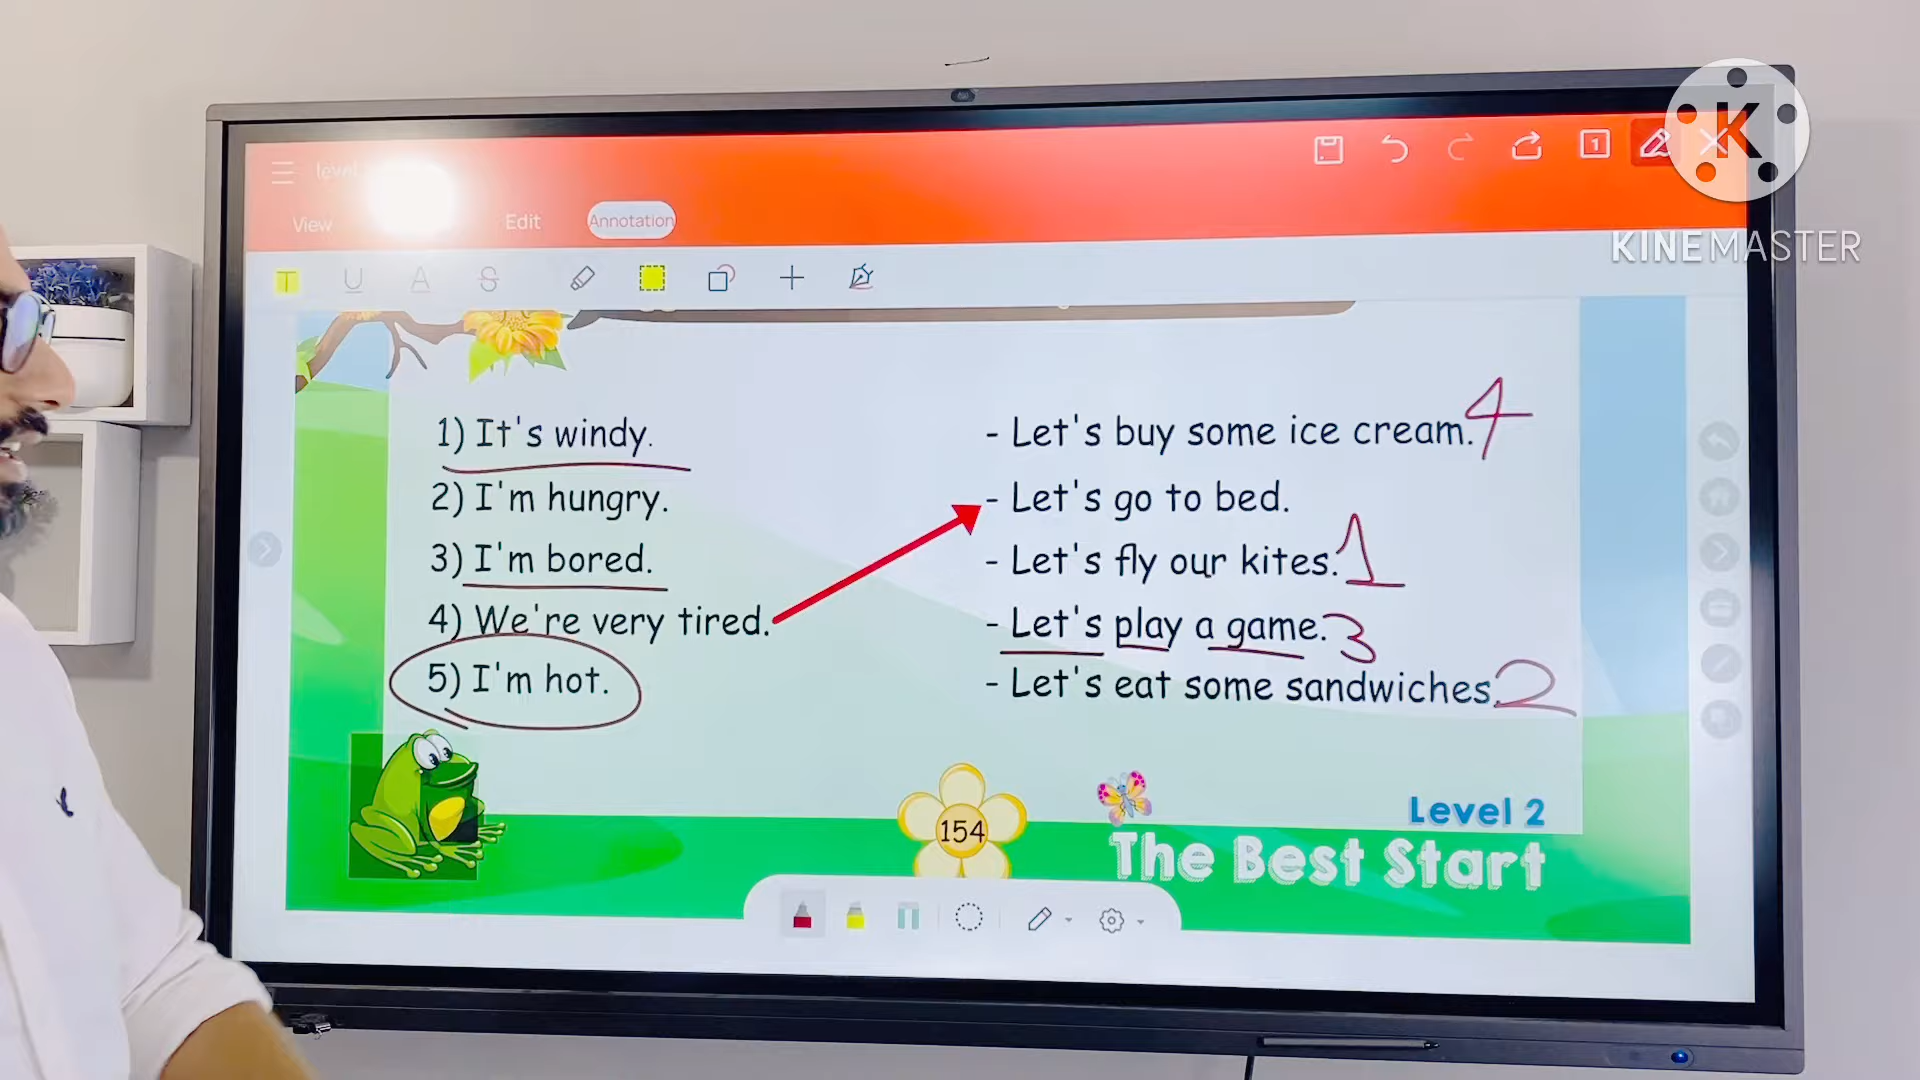 K
KINEMASTER
level
1
View
Edit
Annotation
T
U
A
S
1) It's windy.
2) I'm hungry.
3) I'm bored.
4) We're very tired.
5) I'm hot.
- Let's buy some ice cream. 4
- Let's go to bed.
- Let's fly our kites. 1
- Let's play a game. 3
- Let's eat some sandwiches. 2
154
Level 2
The Best Start